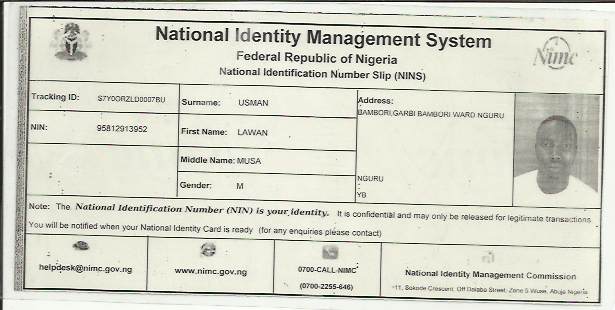 National Identity Management System
Federal Republic of Nigeria
National Identification Number Slip (NINS)
Nimc
Tracking ID: S7Y0ORZLD0007BU
Surname: USMAN
Address:
BAMBORI,GARBI BAMBORI WARD NGURU
NIN: 95812913952
First Name: LAWAN
Middle Name: MUSA
Gender: M
NGURU
YB
Note: The National Identification Number (NIN) is your identity. It is confidential and may only be released for legitimate transactions
You will be notified when your National Identity Card is ready (for any enquiries please contact)
helpdesk@nimc.gov.ng
www.nimc.gov.ng
0700-CALL-NIMC
(0700-2255-646)
National Identity Management Commission
11, Sokode Crescent, Off Dalaba Street, Zone 5 Wuse, Abuja Nigeria